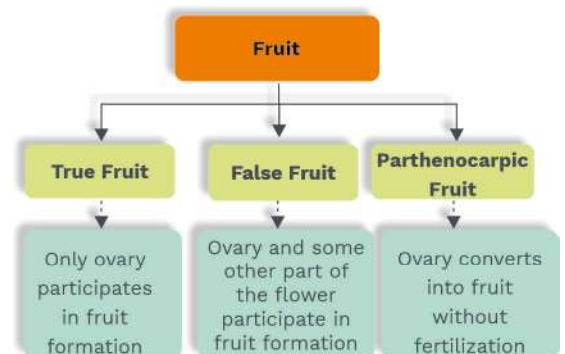 Fruit
True Fruit
False Fruit
Parthenocarpic
Fruit
Only ovary
participates
in fruit
formation
Ovary and some
other part of
the flower
participate in
fruit formation
Ovary converts
into fruit
without
fertilization